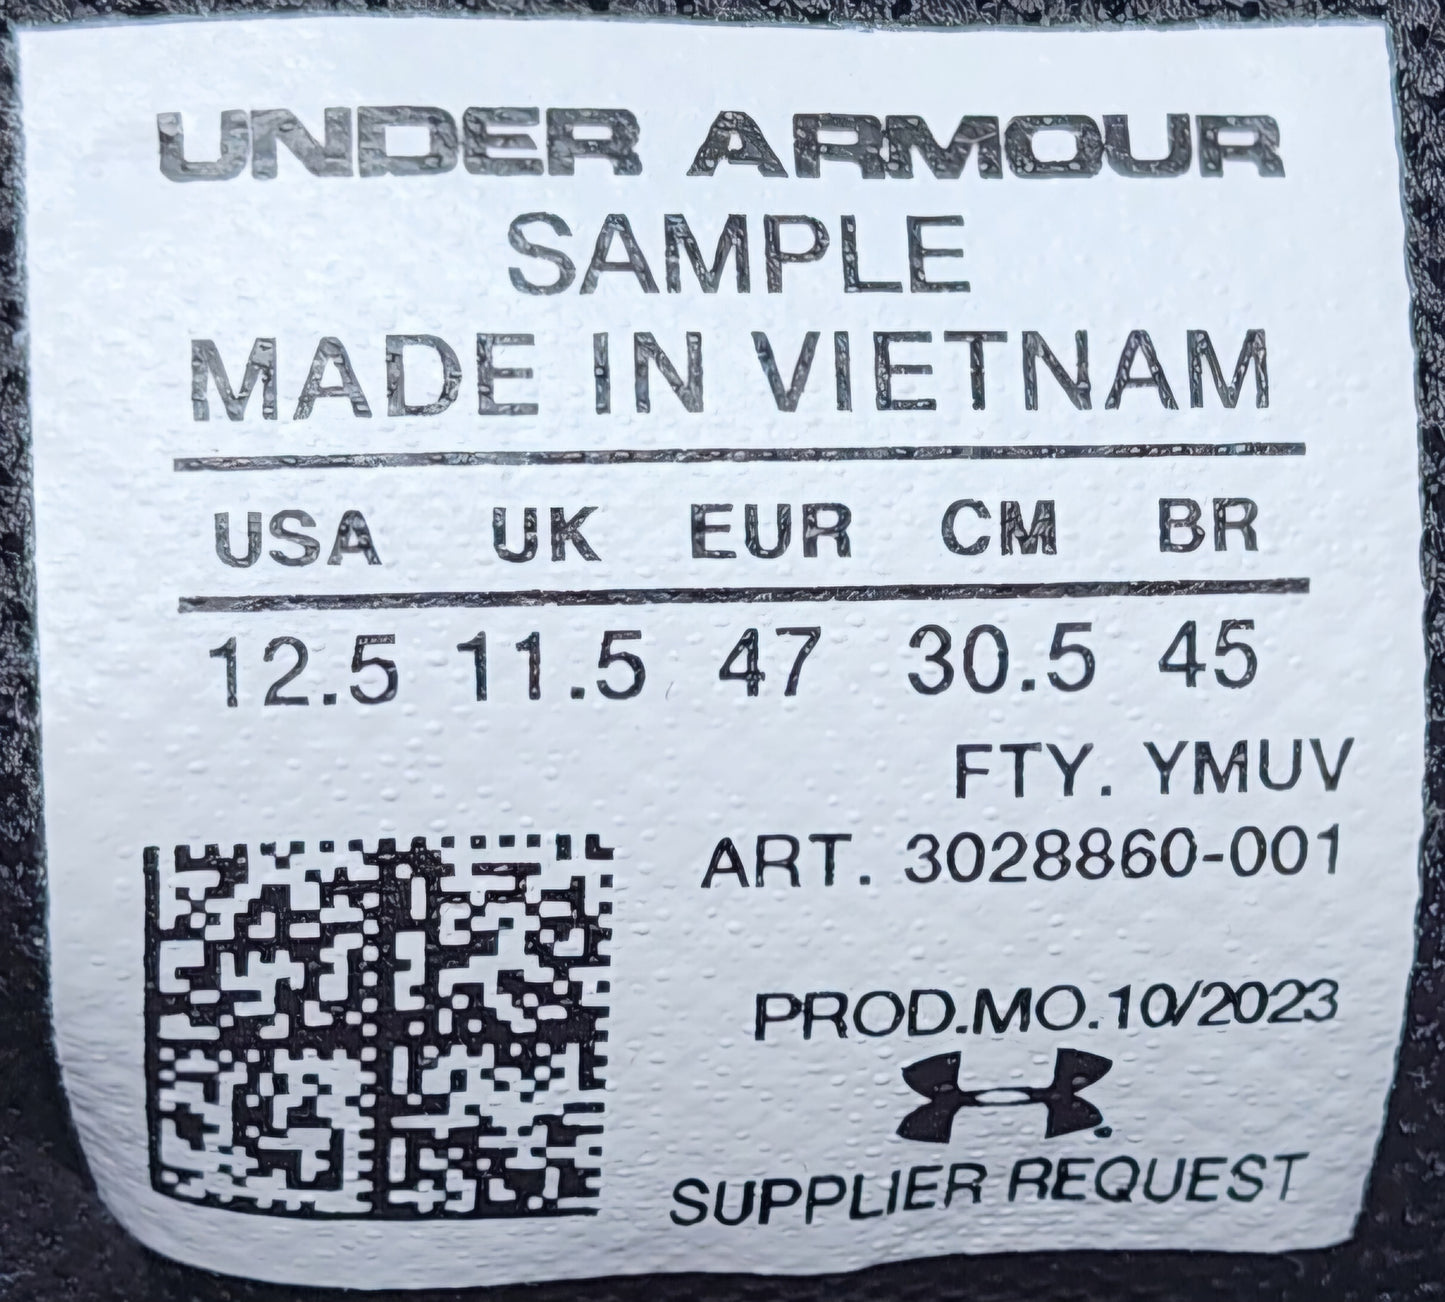 UNDER ARMOUR
SAMPLE
MADE IN VIETNAM
USA UK EUR CM BR
12.5 11.5 47 30.5 45
FTY. YMUV
ART. 3028860-001
PROD.MO.10/2023
SUPPLIER REQUEST